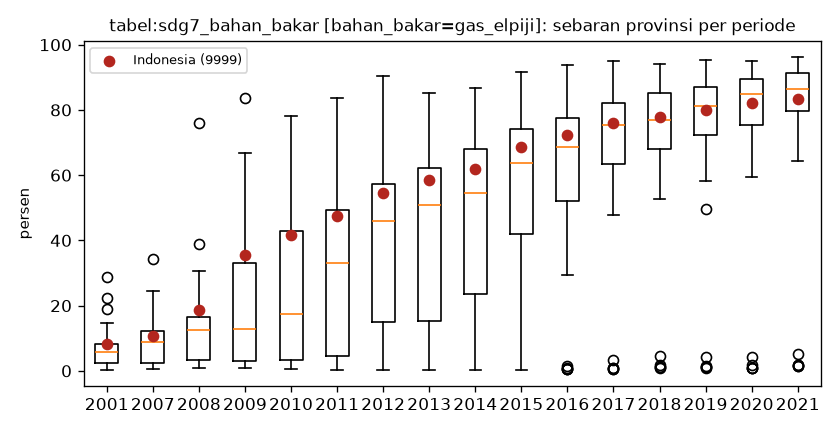 tabel:sdg7_bahan_bakar [bahan_bakar=gas_elpiji]: sebaran provinsi per periode
Indonesia (9999)
persen
100
80
60
40
20
0
2001 2007 2008 2009 2010 2011 2012 2013 2014 2015 2016 2017 2018 2019 2020 2021